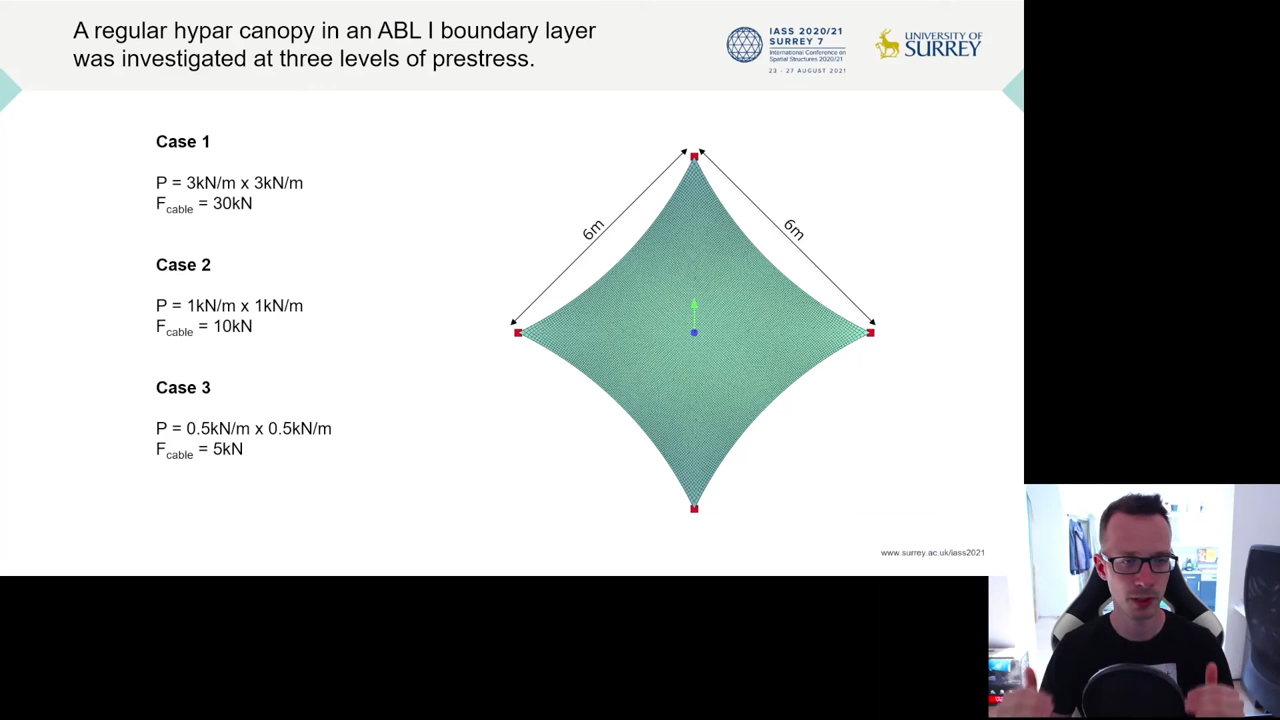 A regular hypar canopy in an ABL I boundary layer
was investigated at three levels of prestress.
IASS 2020/21
SURREY 7
International Conference on
Spatial Structures 2020/21
23 - 27 AUGUST 2021
UNIVERSITY OF
SURREY
Case 1
P = 3kN/m x 3kN/m
Fcable = 30kN
Case 2
P = 1kN/m x 1kN/m
Fcable = 10kN
Case 3
P = 0.5kN/m x 0.5kN/m
Fcable = 5kN
6m
6m
www.surrey.ac.uk/iass2021